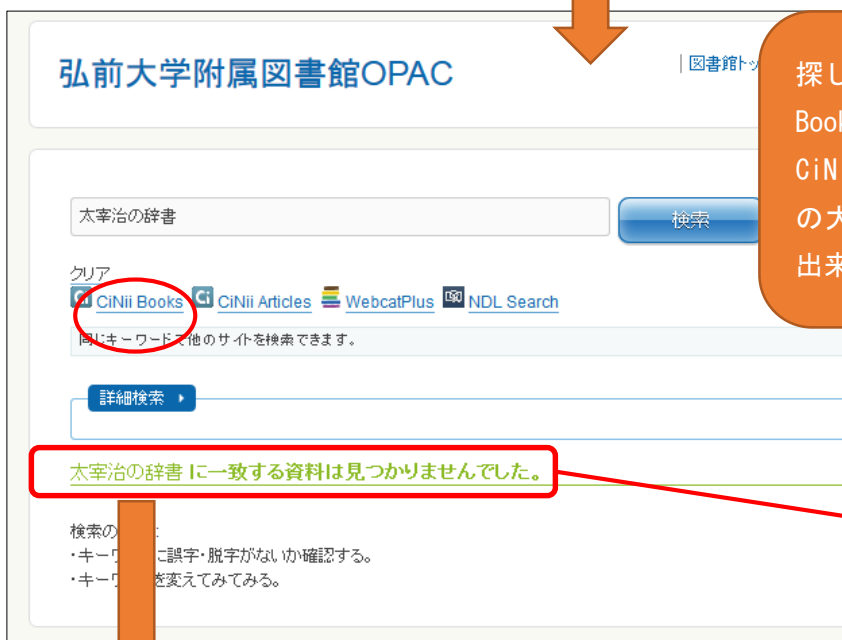 弘前大学附属図書館OPAC
|図書館トッ
探し
Book
CiN
の大
出来
太宰治の辞書
検索
クリア
CiNii Books CiNii Articles WebcatPlus NDL Search
同じキーワードで他のサイトを検索できます。
詳細検索
太宰治の辞書 に一致する資料は見つかりませんでした。
検索の
・キーワ に誤字・脱字がないか確認する。
・キーワ を変えてみてみる。